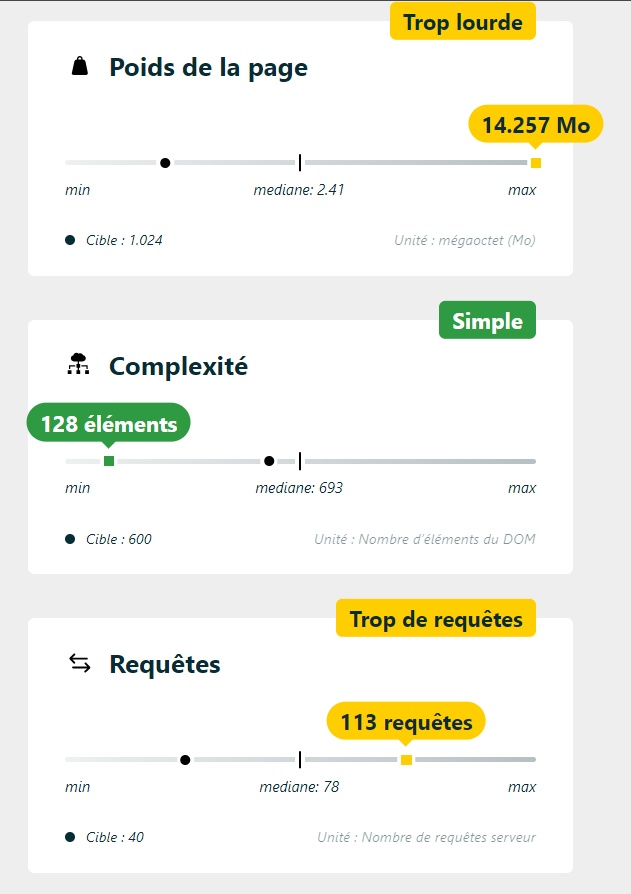 Trop lourde
Poids de la page
14.257 Mo
min mediane: 2.41 max
Cible : 1.024 Unité : mégaoctet (Mo)
Simple
Complexité
128 éléments
min mediane: 693 max
Cible : 600 Unité : Nombre d'éléments du DOM
Trop de requêtes
Requêtes
113 requêtes
min mediane: 78 max
Cible : 40 Unité : Nombre de requêtes serveur